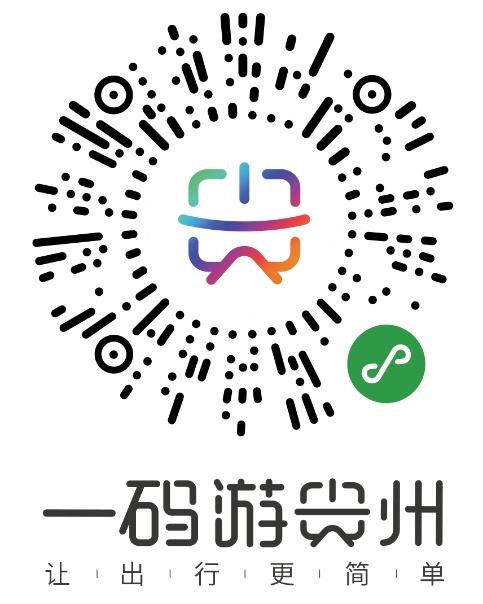 一码游贵州
让 | 出 | 行 | 更 | 简 | 单